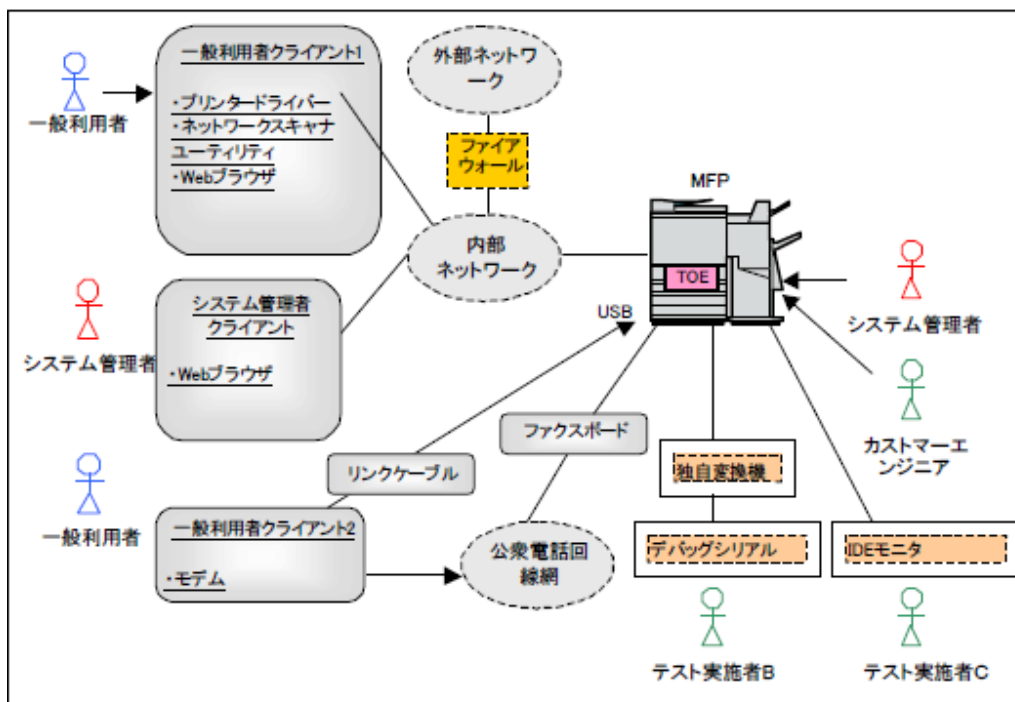 一般利用者クライアント1
・プリンタードライバー
・ネットワークスキャナ
ユーティリティ
・Webブラウザ
一般利用者
外部ネットワ
ーク
ファイア
ウォール
MFP
内部
ネットワーク
TOE
システム管理者
クライアント
・Webブラウザ
システム管理者
USB
システム管理者
ファクスボード
カストマーエ
ンジニア
リンクケーブル
独自変換機
一般利用者
一般利用者クライアント2
・モデム
公衆電話回
線網
デバッグシリアル
IDEモニタ
テスト実施者B
テスト実施者C